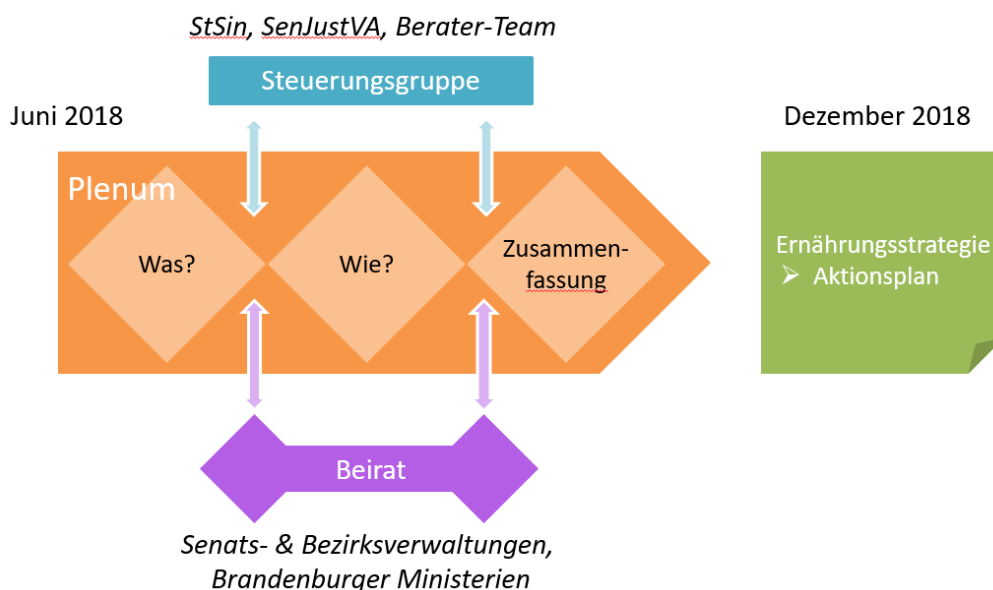 StSin, SenJustVA, Berater-Team
Steuerungsgruppe
Juni 2018
Dezember 2018
Plenum
Was?
Wie?
Zusammen-
fassung
Ernährungsstrategie
➢ Aktionsplan
Beirat
Senats- & Bezirksverwaltungen,
Brandenburger Ministerien